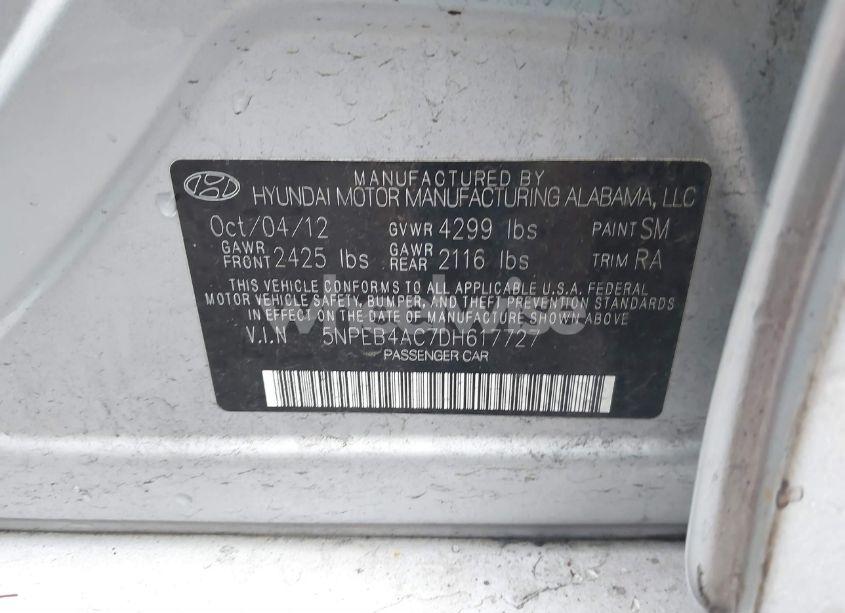 MANUFACTURED BY
HYUNDAI MOTOR MANUFACTURING ALABAMA, LLC
Oct/04/12 GVWR 4299 lbs PAINT SM
GAWR FRONT 2425 lbs GAWR REAR 2116 lbs TRIM RA
THIS VEHICLE CONFORMS TO ALL APPLICABLE U.S.A. FEDERAL
MOTOR VEHICLE SAFETY, BUMPER, AND THEFT PREVENTION STANDARDS
IN EFFECT ON THE DATE OF MANUFACTURE SHOWN ABOVE
V.I.N 5NPEB4AC7DH617727
PASSENGER CAR